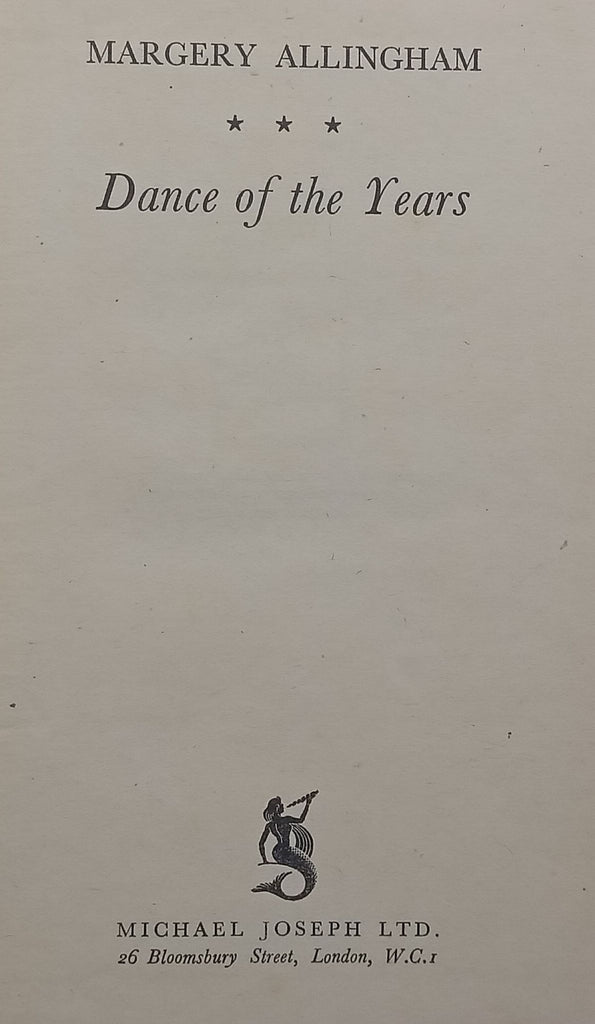 MARGERY ALLINGHAM
★ ★ ★
Dance of the Years
MICHAEL JOSEPH LTD.
26 Bloomsbury Street, London, W.C.1